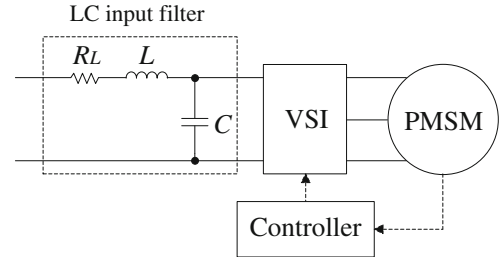 LC input filter
RL
L
C
VSI
PMSM
Controller